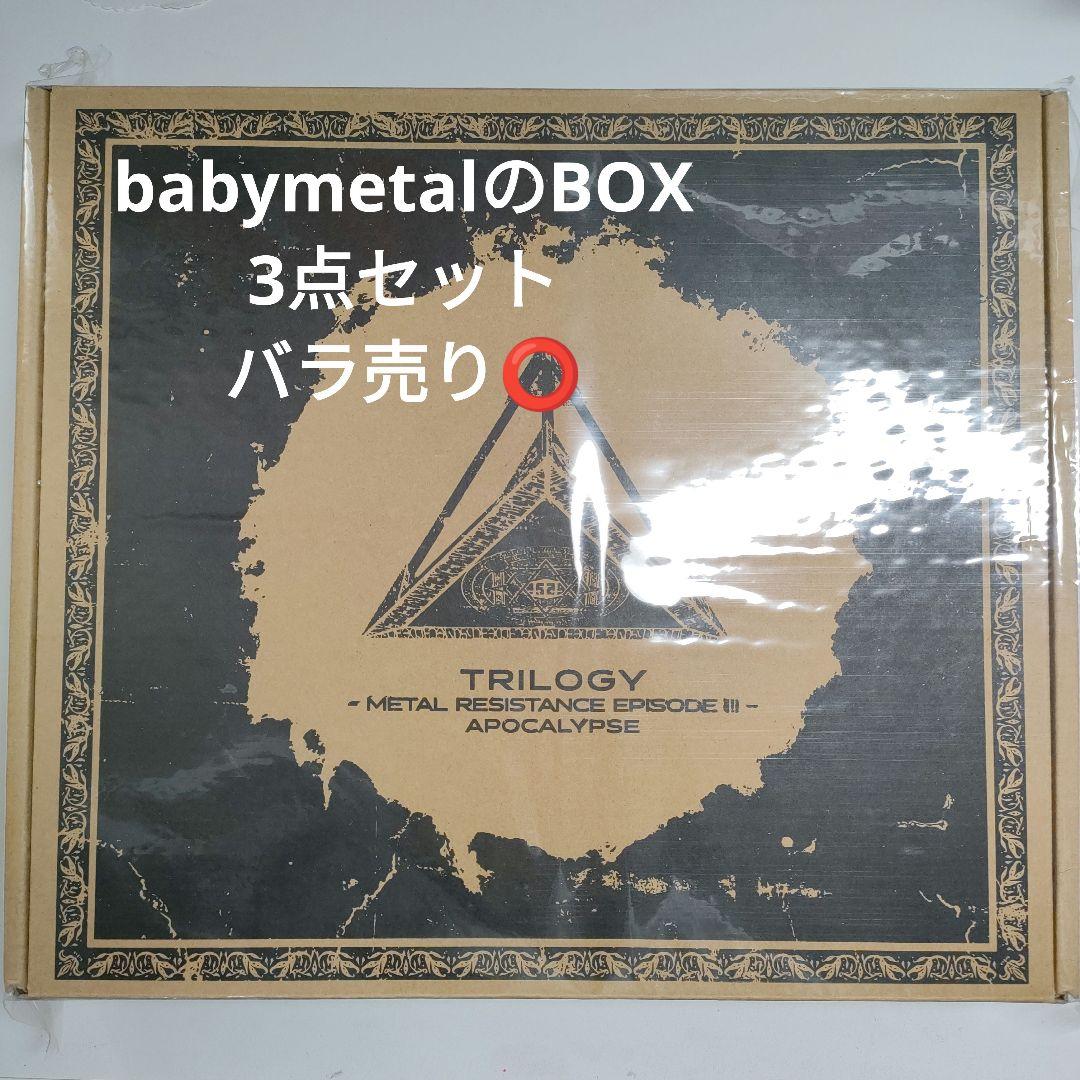 babymetalのBOX
3点セット
バラ売り⭕
TRILOGY
- METAL RESISTANCE EPISODE III -
APOCALYPSE